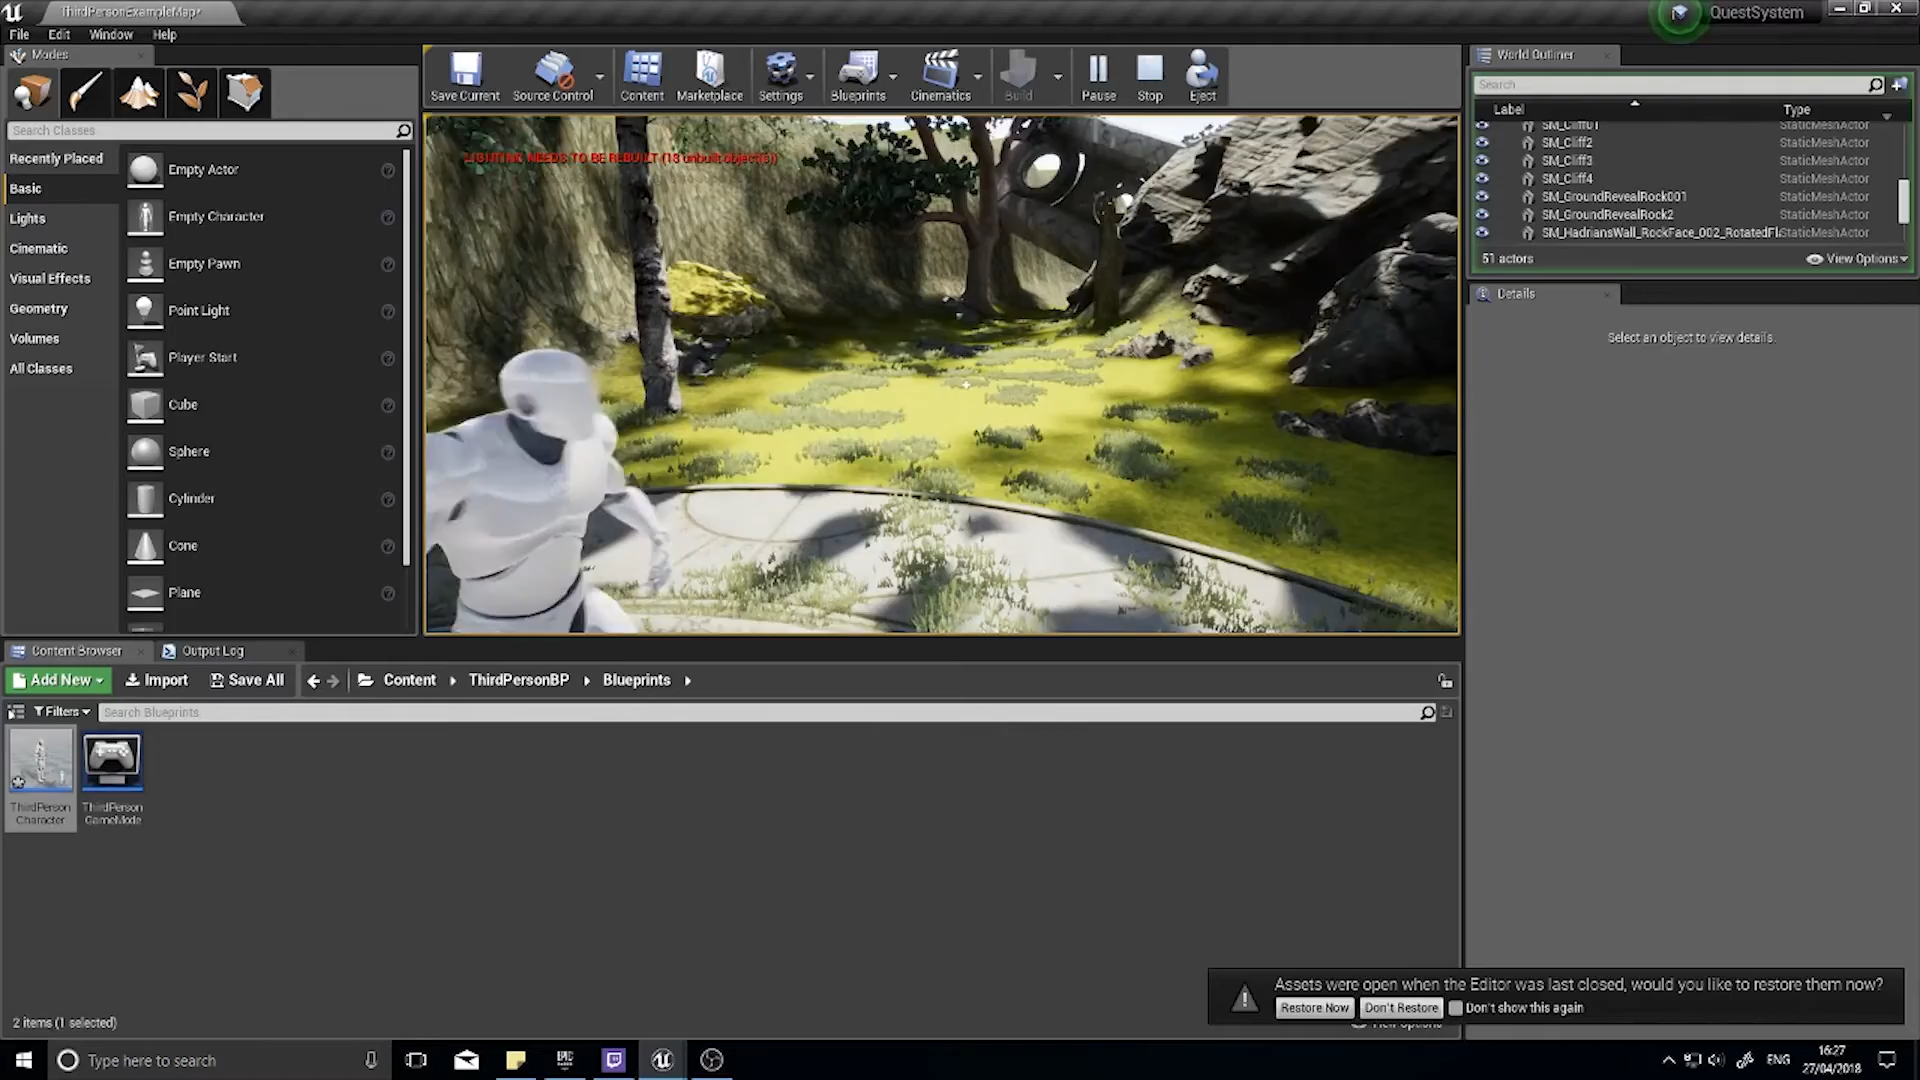 ThirdPersonExampleMap*
QuestSystem
File Edit Window Help
Modes
Search Classes
Recently Placed
Basic
Lights
Cinematic
Visual Effects
Geometry
Volumes
All Classes
Empty Actor
Empty Character
Empty Pawn
Point Light
Player Start
Cube
Sphere
Cylinder
Cone
Plane
Save Current
Source Control
Content
Marketplace
Settings
Blueprints
Cinematics
Build
Pause
Stop
Eject
LIGHTING NEEDS TO BE REBUILT (13 unbuilt object(s))
World Outliner
Search
Label Type
SM_Cliff01 StaticMeshActor
SM_Cliff2 StaticMeshActor
SM_Cliff3 StaticMeshActor
SM_Cliff4 StaticMeshActor
SM_GroundRevealRock001 StaticMeshActor
SM_GroundRevealRock2 StaticMeshActor
SM_HadriansWall_RockFace_002_RotatedFl StaticMeshActor
51 actors
View Options
Details
Select an object to view details.
Content Browser
Output Log
Add New Import Save All Content ThirdPersonBP Blueprints
Filters Search Blueprints
ThirdPerson
Character
ThirdPerson
GameMode
2 items (1 selected)
Assets were open when the Editor was last closed, would you like to restore them now?
Restore Now Don't Restore Don't show this again
View Options
Type here to search
EPIC
ENG
16:27
27/04/2018